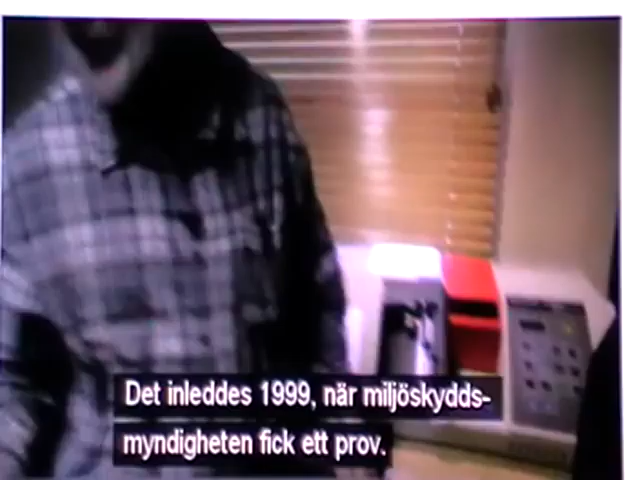 Det inleddes 1999, när miljöskydds-
myndigheten fick ett prov.